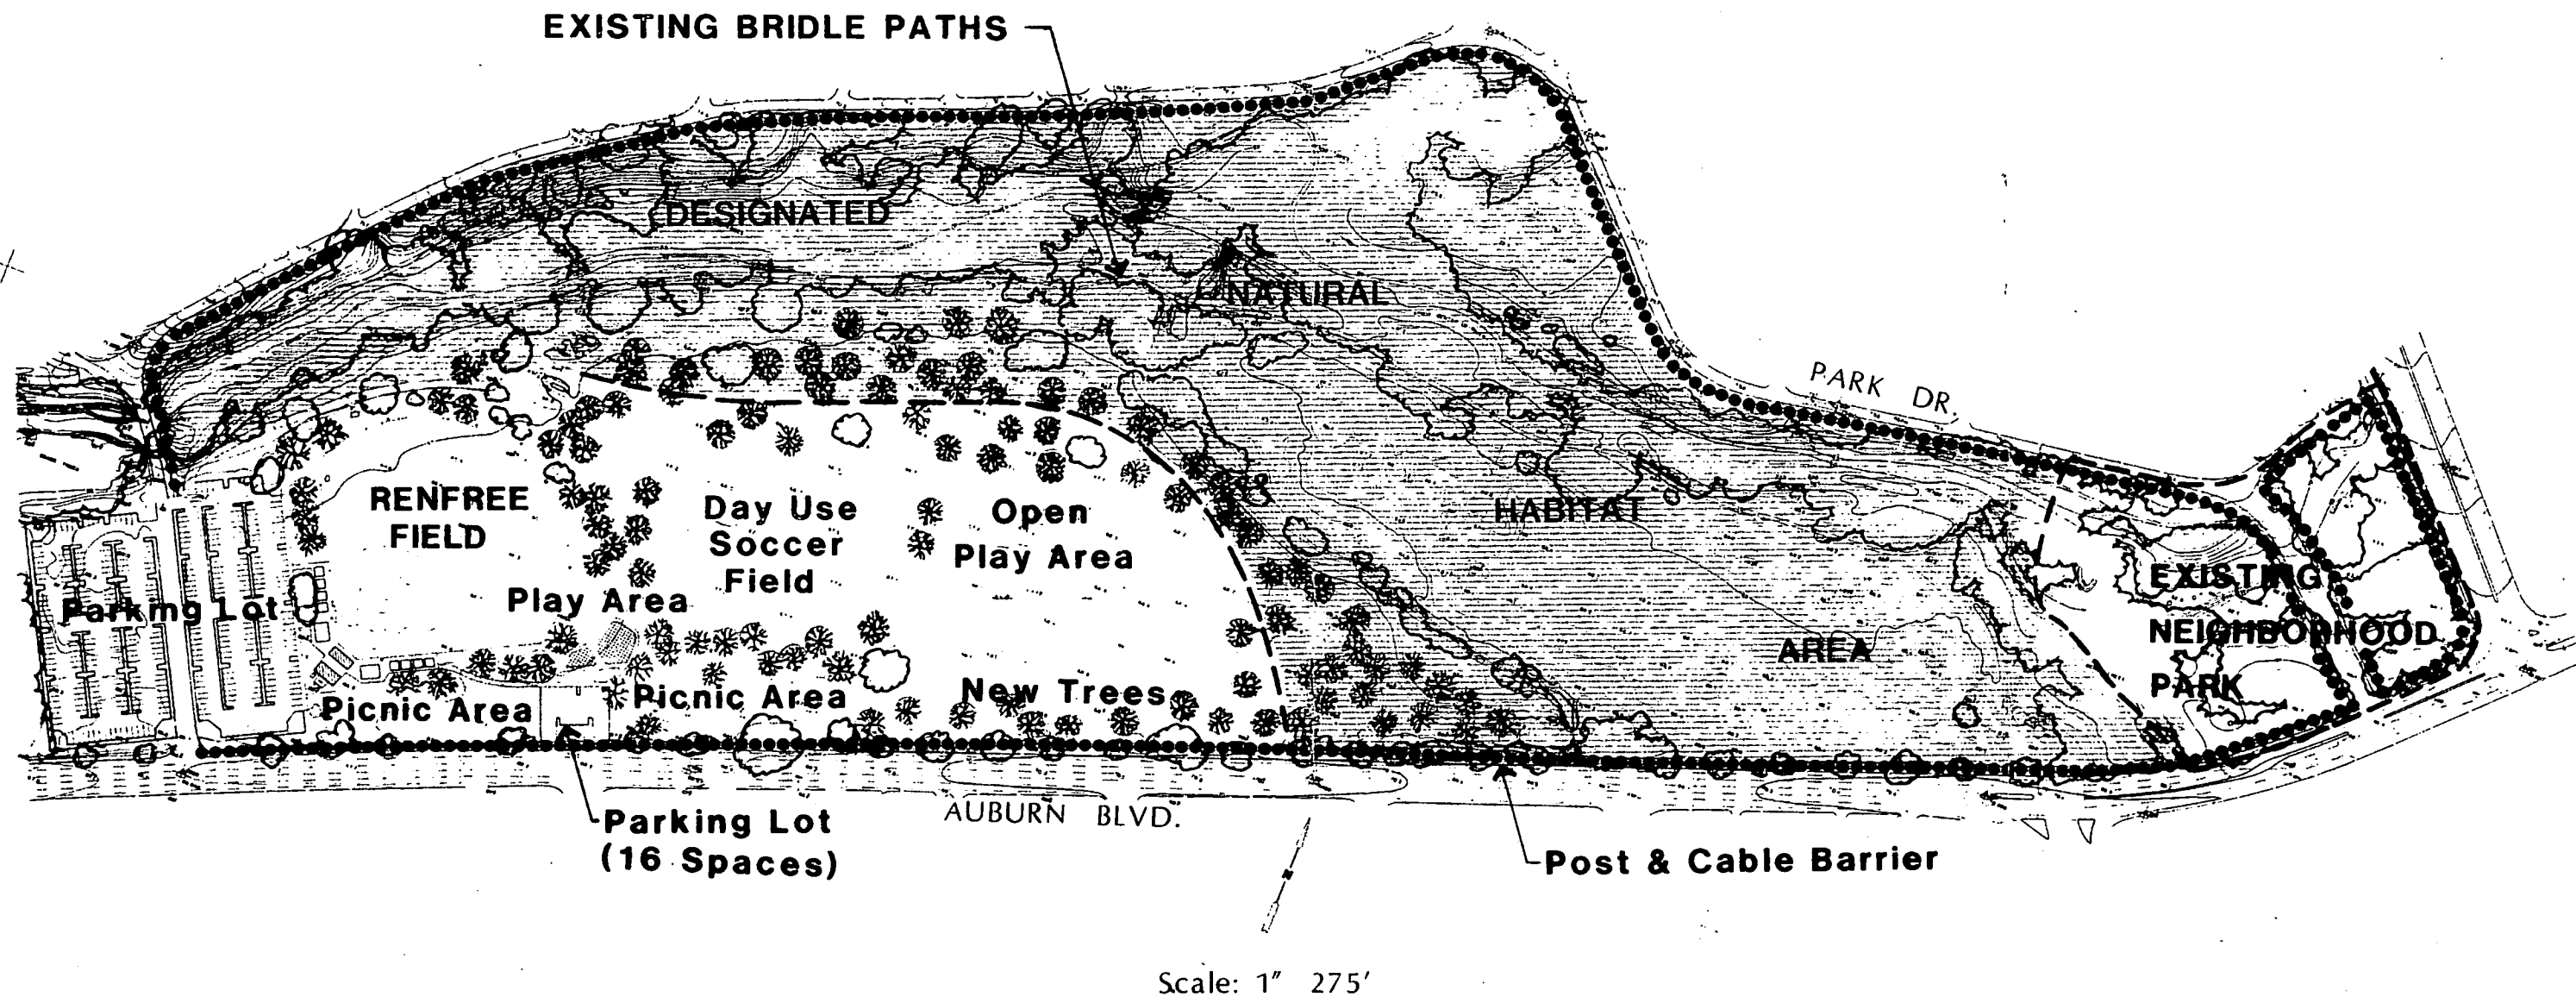 EXISTING BRIDLE PATHS
DESIGNATED
NATURAL
HABITAT
AREA
PARK DR.
RENFREE
FIELD
Day Use
Soccer
Field
Open
Play Area
Play Area
Parking Lot
Picnic Area
Picnic Area
New Trees
EXISTING
NEIGHBORHOOD
PARK
AUBURN BLVD.
Parking Lot
(16 Spaces)
Post & Cable Barrier
N
Scale: 1" 275'